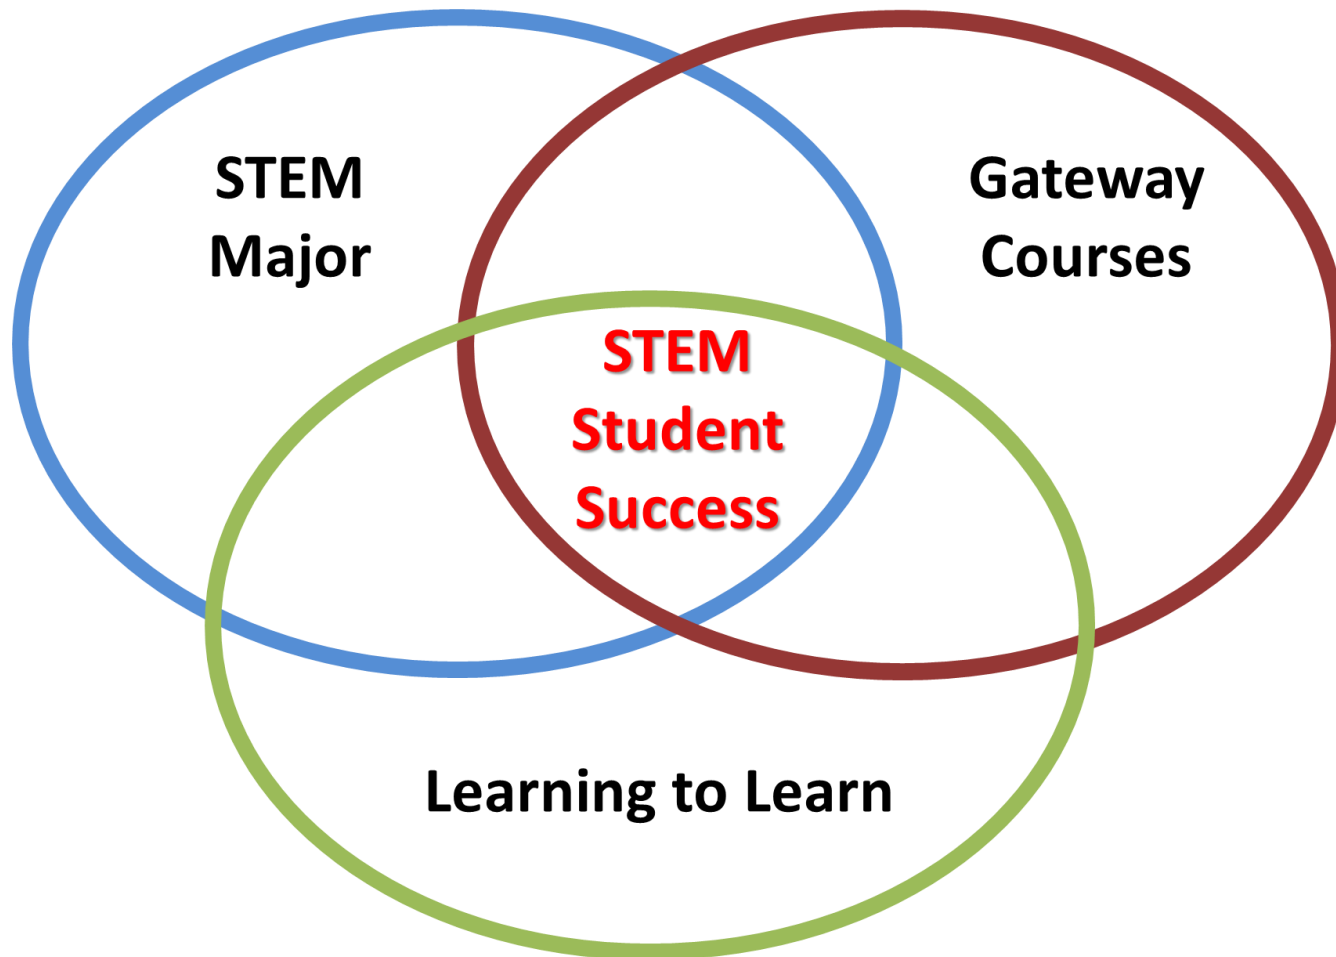 STEM
Major
Gateway
Courses
STEM
Student
Success
Learning to Learn